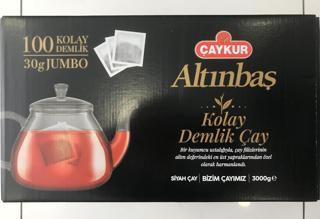 100 KOLAY DEMLİK
30g JUMBO
ÇAYKUR
Altınbaş
Kolay
Demlik Çay
Bir kuyumcu ustalığıyla, çay filizlerinin
altın değerindeki en üst yapraklarından özel
olarak harmanlandı.
SİYAH ÇAY | BİZİM ÇAYIMIZ | 3000g e